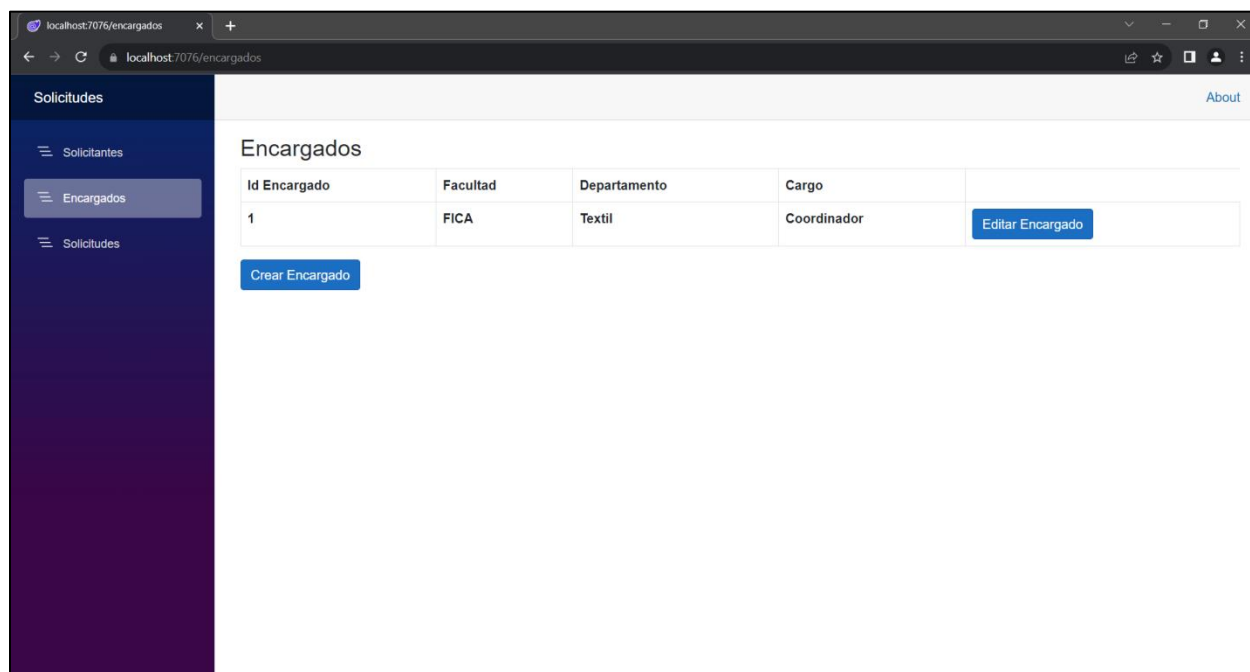 localhost:7076/encargados
localhost:7076/encargados
Solicitudes
About
Solicitantes
Encargados
Solicitudes
Encargados
Id Encargado Facultad Departamento Cargo
1 FICA Textil Coordinador Editar Encargado
Crear Encargado